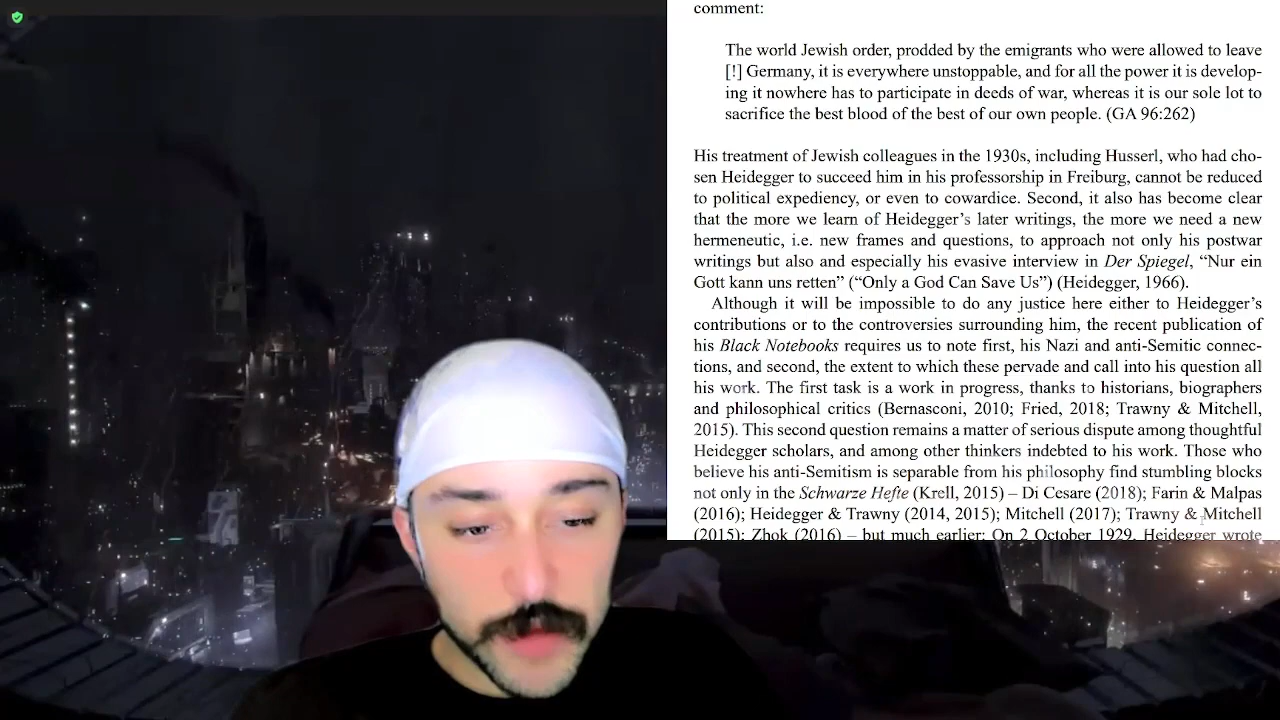 comment:
The world Jewish order, prodded by the emigrants who were allowed to leave
[!] Germany, it is everywhere unstoppable, and for all the power it is develop-
ing it nowhere has to participate in deeds of war, whereas it is our sole lot to
sacrifice the best blood of the best of our own people. (GA 96:262)
His treatment of Jewish colleagues in the 1930s, including Husserl, who had cho-
sen Heidegger to succeed him in his professorship in Freiburg, cannot be reduced
to political expediency, or even to cowardice. Second, it also has become clear
that the more we learn of Heidegger's later writings, the more we need a new
hermeneutic, i.e. new frames and questions, to approach not only his postwar
writings but also and especially his evasive interview in Der Spiegel, “Nur ein
Gott kann uns retten” (“Only a God Can Save Us”) (Heidegger, 1966).
Although it will be impossible to do any justice here either to Heidegger's
contributions or to the controversies surrounding him, the recent publication of
his Black Notebooks requires us to note first, his Nazi and anti-Semitic connec-
tions, and second, the extent to which these pervade and call into his question all
his work. The first task is a work in progress, thanks to historians, biographers
and philosophical critics (Bernasconi, 2010; Fried, 2018; Trawny & Mitchell,
2015). This second question remains a matter of serious dispute among thoughtful
Heidegger scholars, and among other thinkers indebted to his work. Those who
believe his anti-Semitism is separable from his philosophy find stumbling blocks
not only in the Schwarze Hefte (Krell, 2015) – Di Cesare (2018); Farin & Malpas
(2016); Heidegger & Trawny (2014, 2015); Mitchell (2017); Trawny & Mitchell
(2015); Zhok (2016) – but much earlier: On 2 October 1929, Heidegger wrote